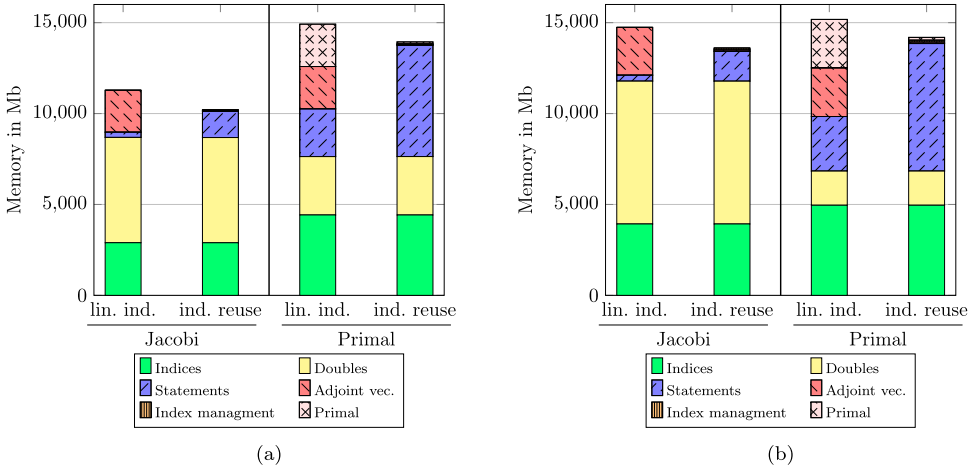 15,000
10,000
5,000
0
Memory in Mb
lin. ind. ind. reuse lin. ind. ind. reuse
Jacobi Primal
Indices Doubles
Statements Adjoint vec.
Index managment Primal
(a)
15,000
10,000
5,000
0
Memory in Mb
lin. ind. ind. reuse lin. ind. ind. reuse
Jacobi Primal
Indices Doubles
Statements Adjoint vec.
Index managment Primal
(b)